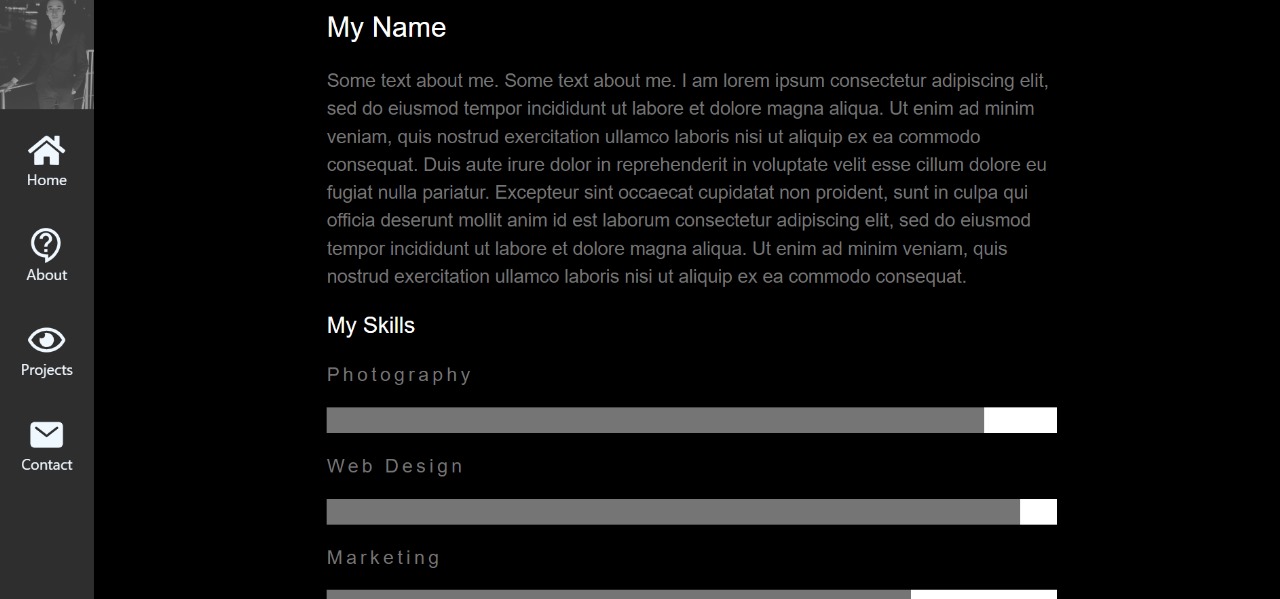 Home
About
Projects
Contact
My Name
Some text about me. Some text about me. I am lorem ipsum consectetur adipiscing elit,
sed do eiusmod tempor incididunt ut labore et dolore magna aliqua. Ut enim ad minim
veniam, quis nostrud exercitation ullamco laboris nisi ut aliquip ex ea commodo
consequat. Duis aute irure dolor in reprehenderit in voluptate velit esse cillum dolore eu
fugiat nulla pariatur. Excepteur sint occaecat cupidatat non proident, sunt in culpa qui
officia deserunt mollit anim id est laborum consectetur adipiscing elit, sed do eiusmod
tempor incididunt ut labore et dolore magna aliqua. Ut enim ad minim veniam, quis
nostrud exercitation ullamco laboris nisi ut aliquip ex ea commodo consequat.
My Skills
Photography
Web Design
Marketing